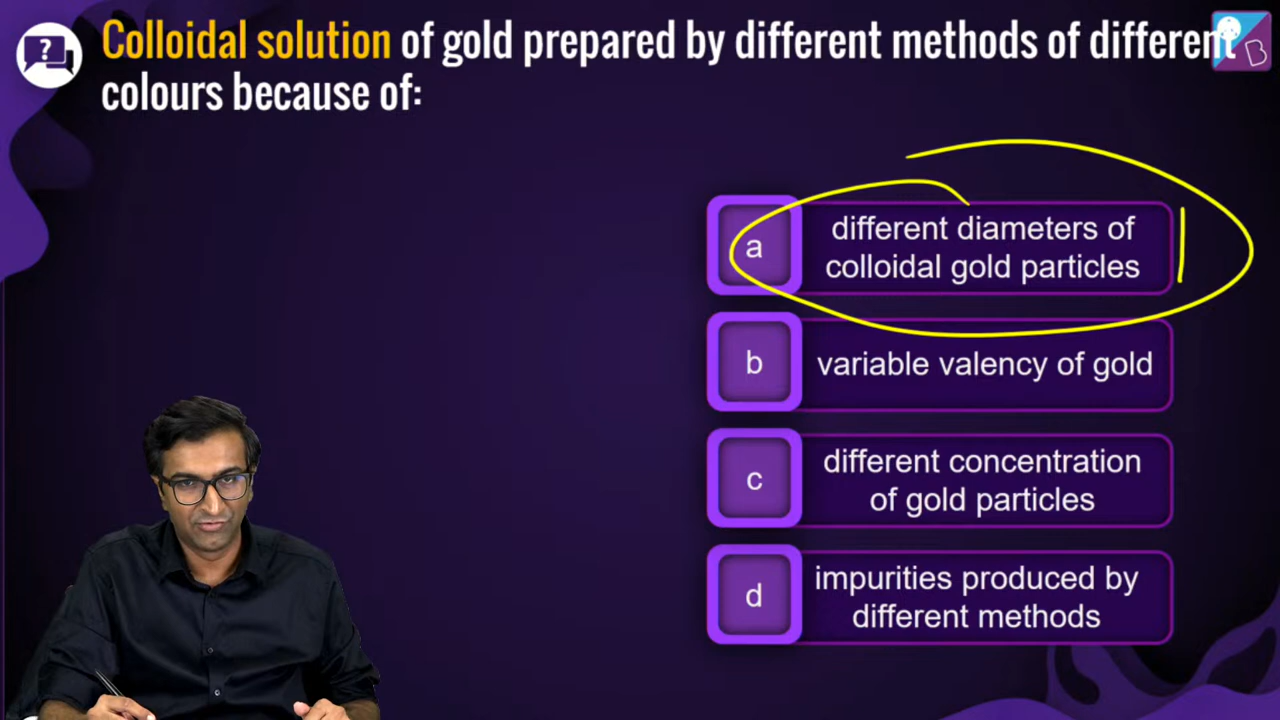 Colloidal solution of gold prepared by different methods of different
colours because of:
a
different diameters of
colloidal gold particles
b
variable valency of gold
c
different concentration
of gold particles
d
impurities produced by
different methods
B